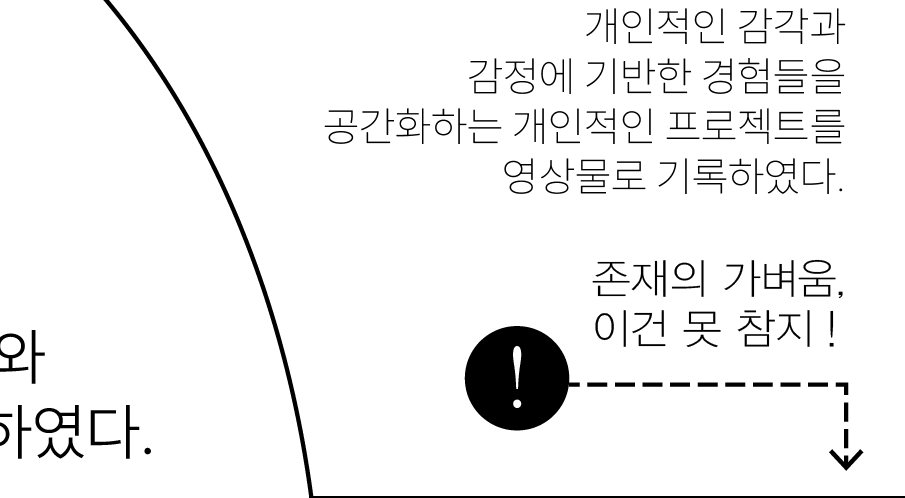 개인적인 감각과
감정에 기반한 경험들을
공간화하는 개인적인 프로젝트를
영상물로 기록하였다.
존재의 가벼움,
이건 못 참지 !
!
와
하였다.